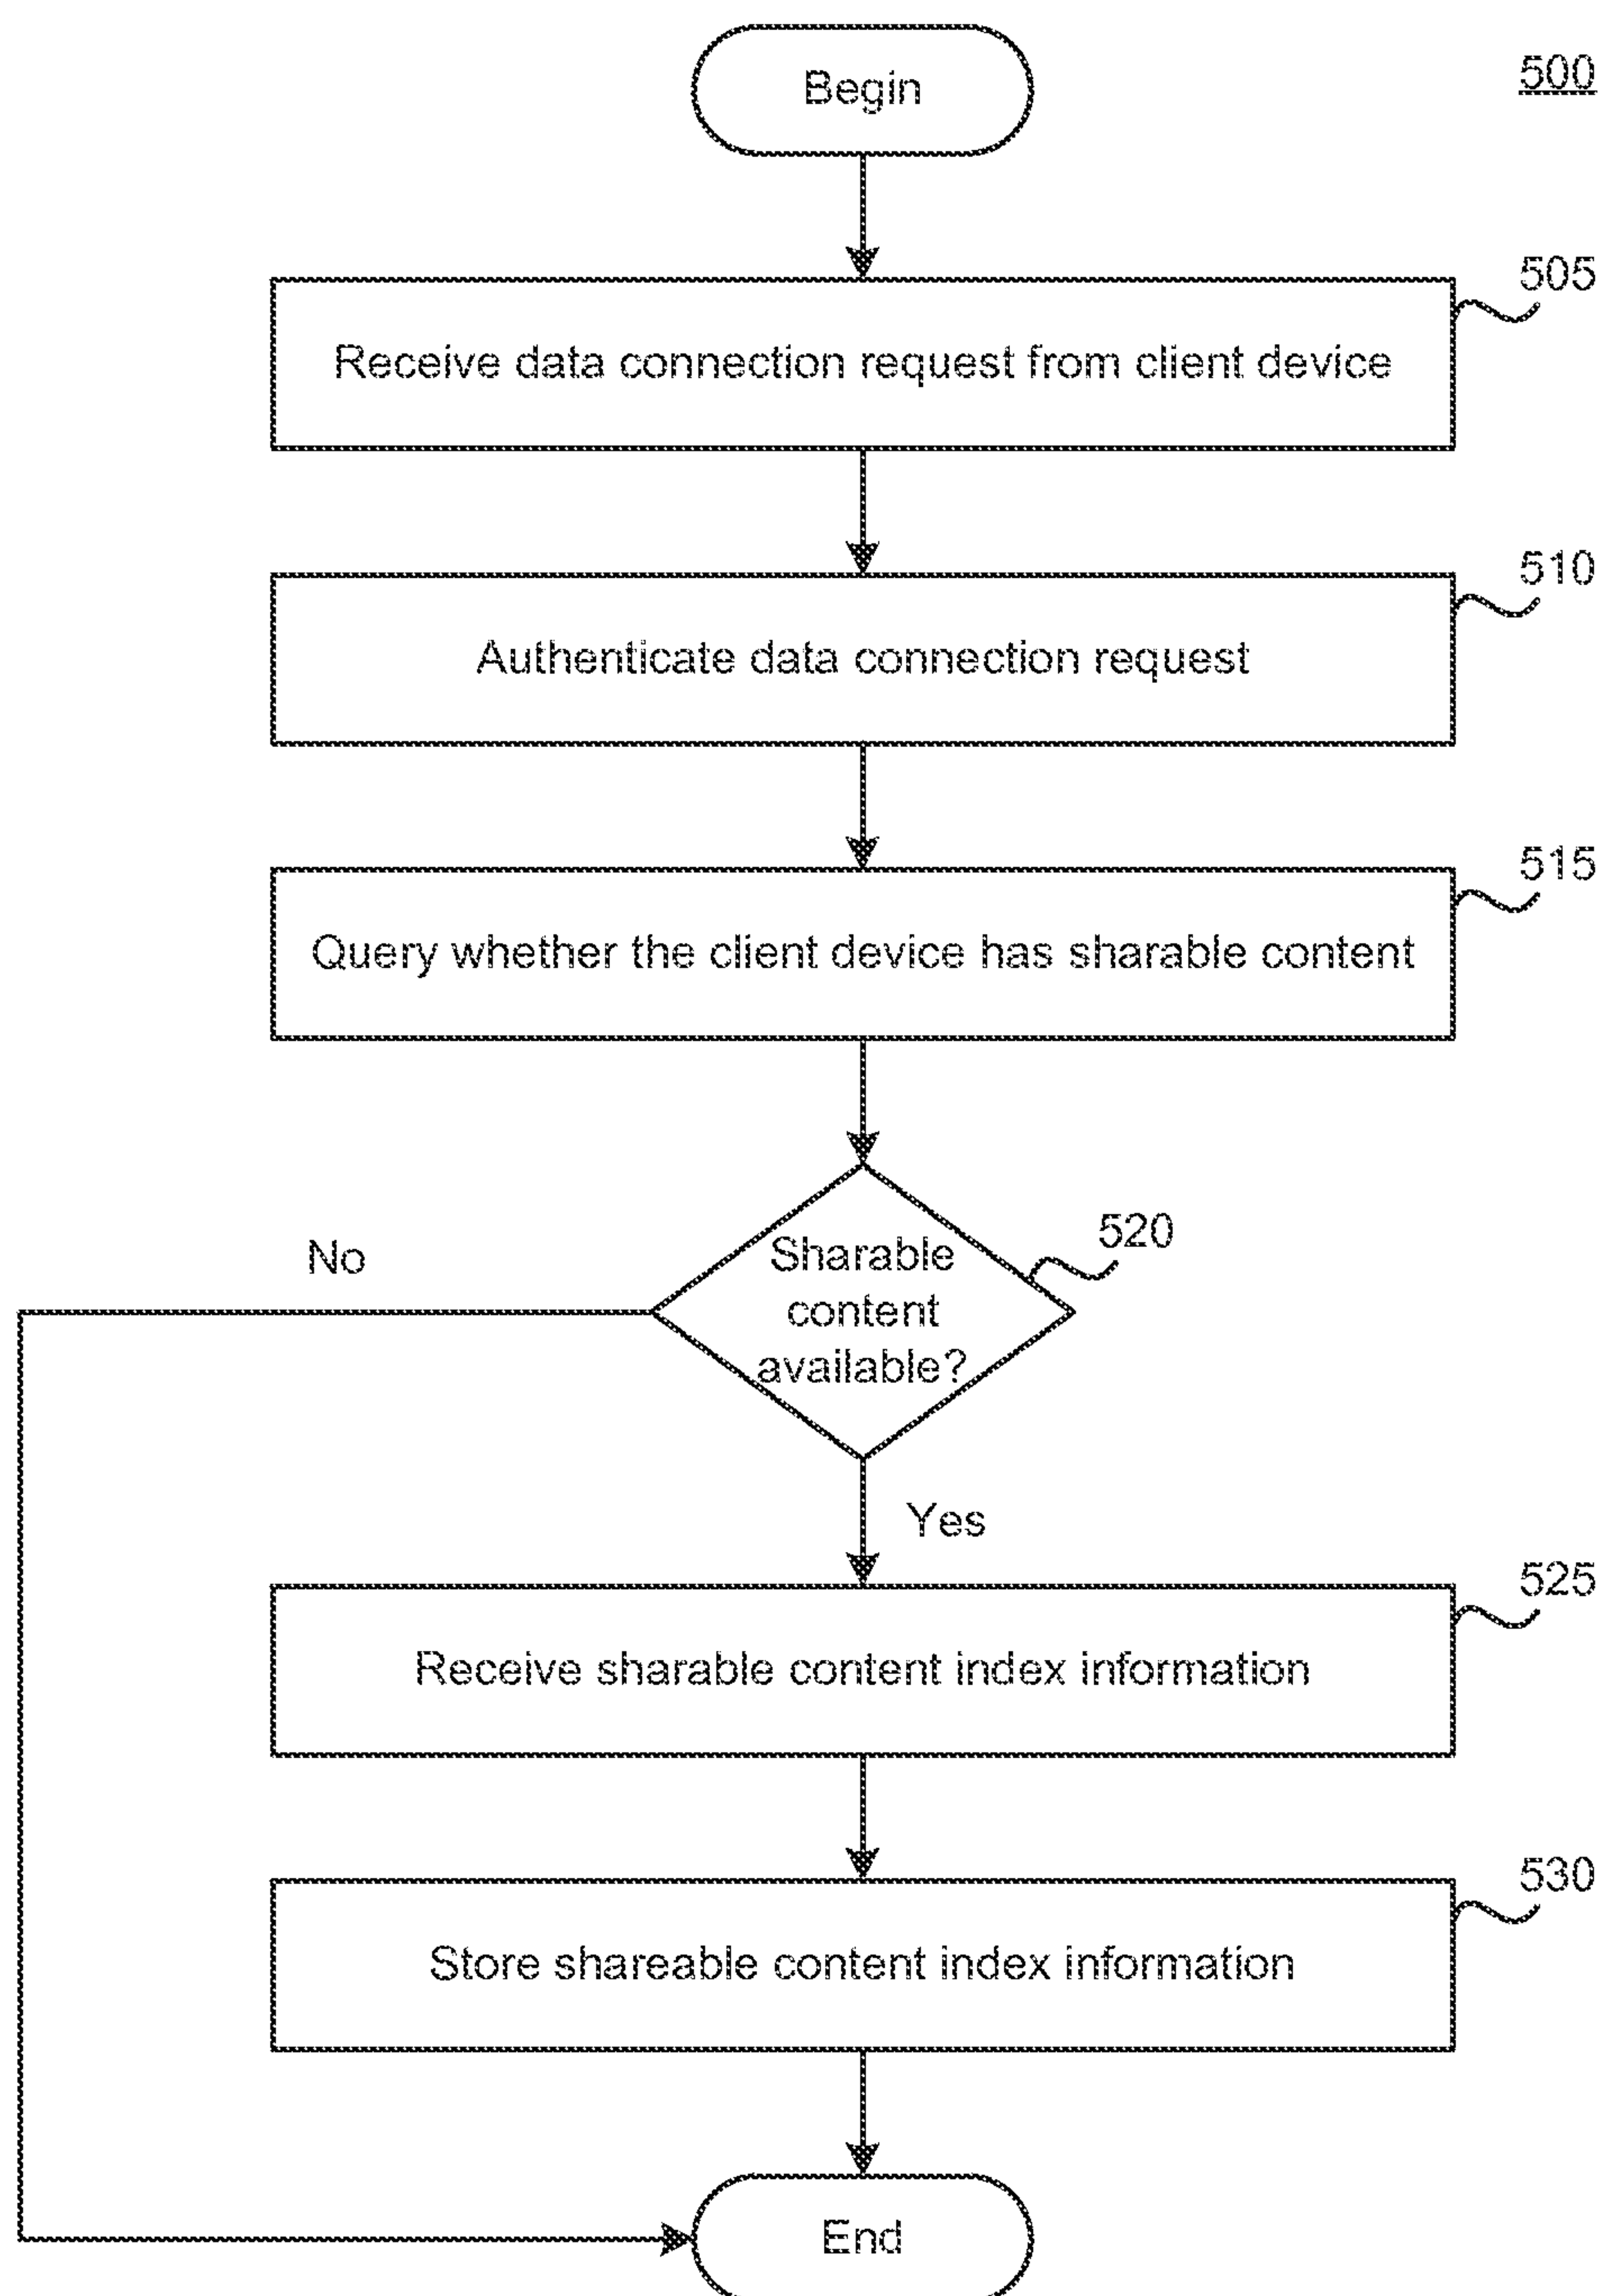 Begin
500
505
Receive data connection request from client device
510
Authenticate data connection request
515
Query whether the client device has sharable content
520
Sharable
content
available?
No
Yes
525
Receive sharable content index information
530
Store shareable content index information
End